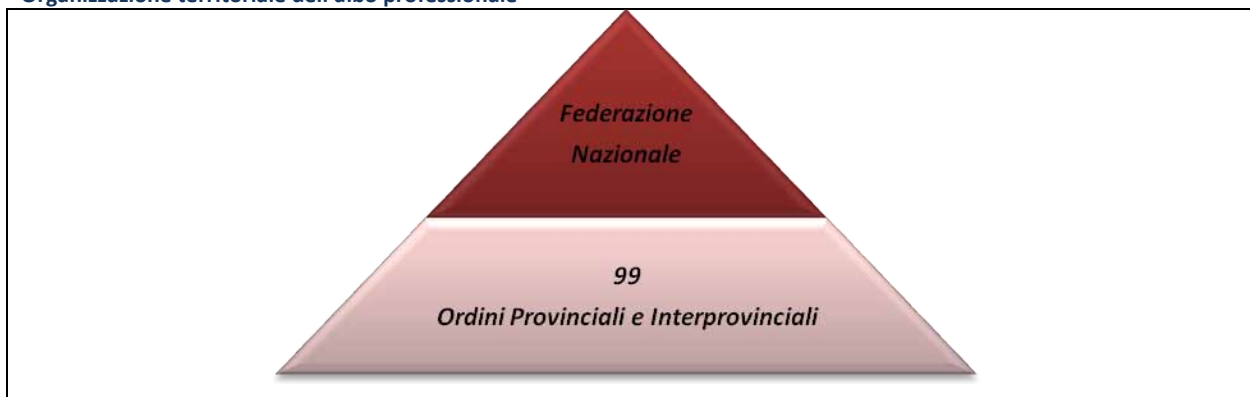 Organizzazione territoriale dell'albo professionale
Federazione
Nazionale
99
Ordini Provinciali e Interprovinciali